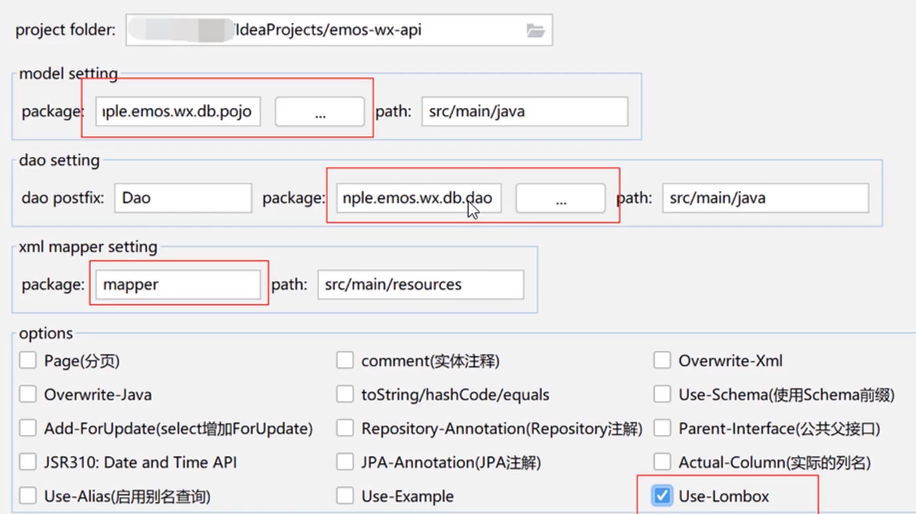 project folder: /IdeaProjects/emos-wx-api
model setting
package: ple.emos.wx.db.pojo ... path: src/main/java
dao setting
dao postfix: Dao package: nple.emos.wx.db.dao ... path: src/main/java
xml mapper setting
package: mapper path: src/main/resources
options
Page(分页) comment(实体注释) Overwrite-Xml
Overwrite-Java toString/hashCode/equals Use-Schema(使用Schema前缀)
Add-ForUpdate(select增加ForUpdate) Repository-Annotation(Repository注解) Parent-Interface(公共父接口)
JSR310: Date and Time API JPA-Annotation(JPA注解) Actual-Column(实际的列名)
Use-Alias(启用别名查询) Use-Example Use-Lombox